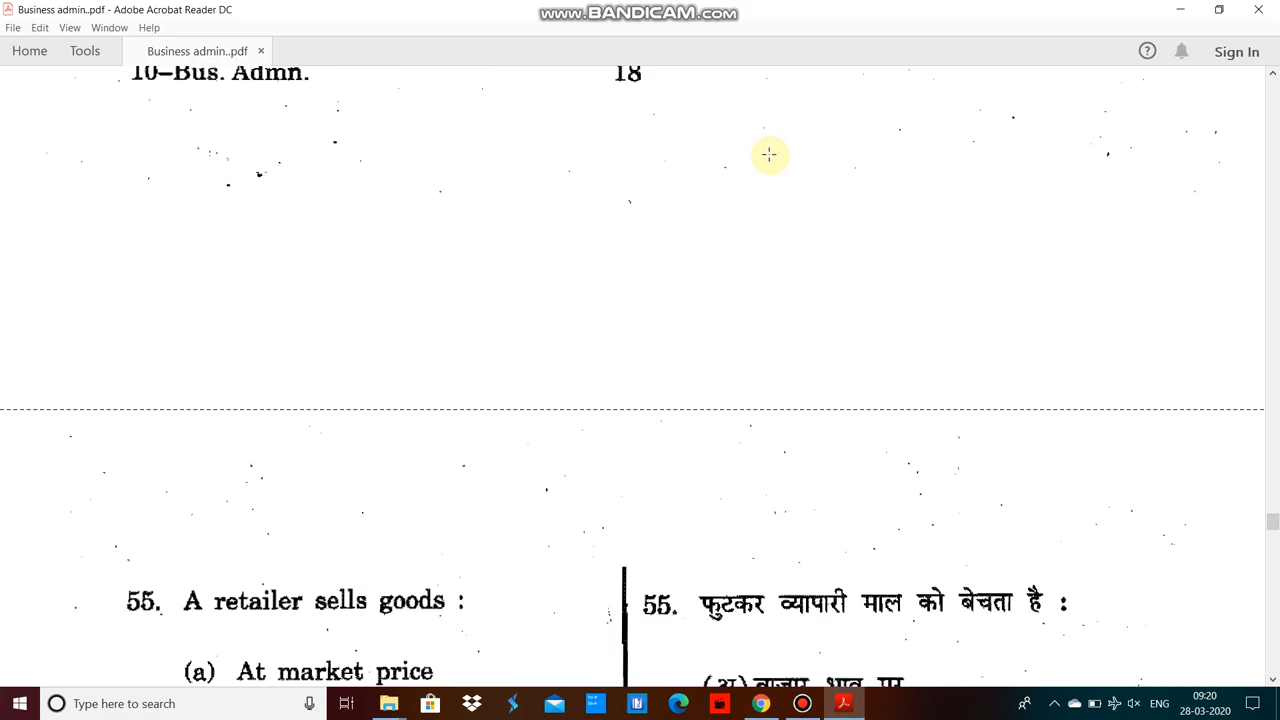 Business admin..pdf - Adobe Acrobat Reader DC
WWW.BANDICAM.COM
File Edit View Window Help
Home Tools Business admin..pdf × Sign In
10-Bus. Admn. 18
55. A retailer sells goods :
(a) At market price
55. फुटकर व्यापारी माल को बेचता है :
(अ) बाजार भाव पर
Type here to search
ENG
09:20
28-03-2020